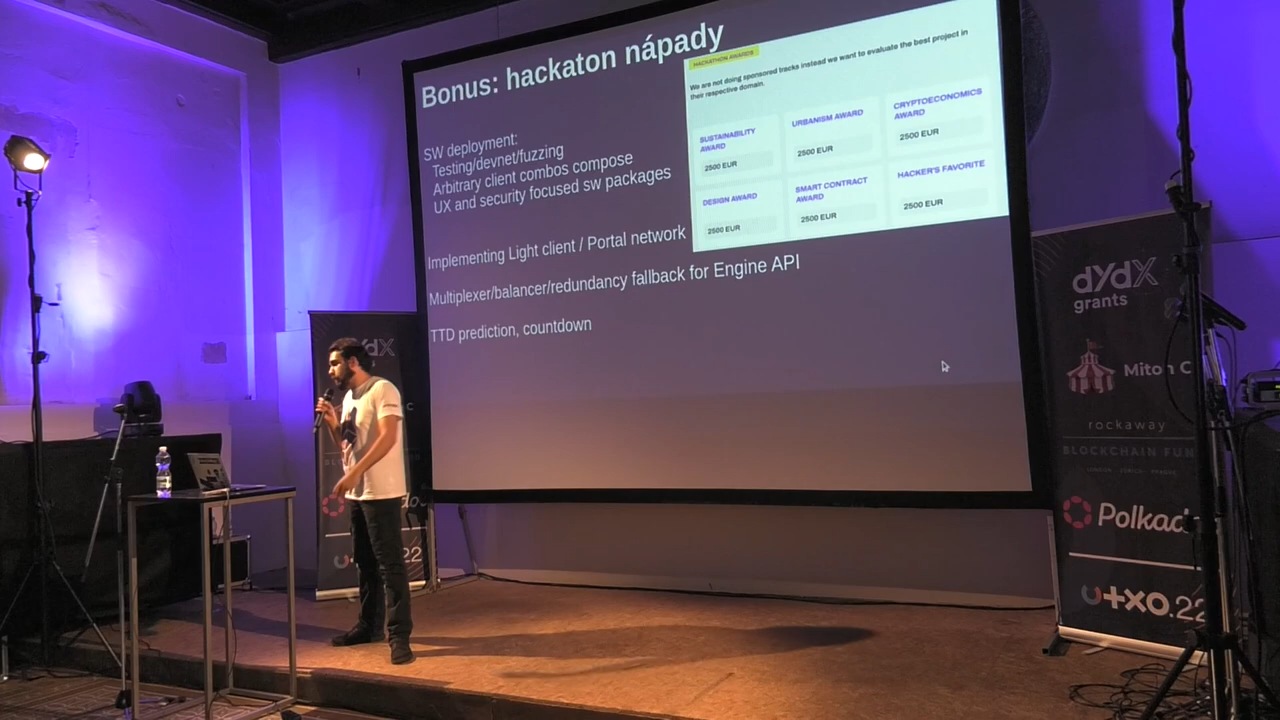 Bonus: hackaton nápady
SW deployment:
Testing/devnet/fuzzing
Arbitrary client combos compose
UX and security focused sw packages
Implementing Light client / Portal network
Multiplexer/balancer/redundancy fallback for Engine API
TTD prediction, countdown
HACKATHON AWARDS
We are not doing sponsored tracks instead we want to evaluate the best project in
their respective domain.
SUSTAINABILITY
AWARD
2500 EUR
URBANISM AWARD
2500 EUR
CRYPTOECONOMICS
AWARD
2500 EUR
DESIGN AWARD
2500 EUR
SMART CONTRACT
AWARD
2500 EUR
HACKER'S FAVORITE
2500 EUR
dYdX
grants
Miton C
rockaway
BLOCKCHAIN FUN
Polkad
UTXO.22